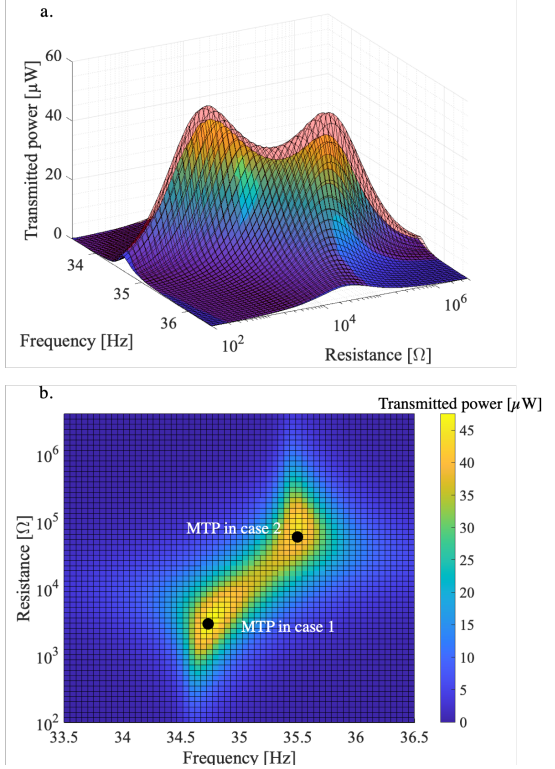 a.
60
40
20
0
Transmitted power [μW]
34
35
36
Frequency [Hz]
10^2
10^4
10^6
Resistance [Ω]
b.
Transmitted power [μW]
10^6
10^5
10^4
10^3
10^2
Resistance [Ω]
MTP in case 2
MTP in case 1
45
40
35
30
25
20
15
10
5
0
33.5 34 34.5 35 35.5 36 36.5
Frequency [Hz]